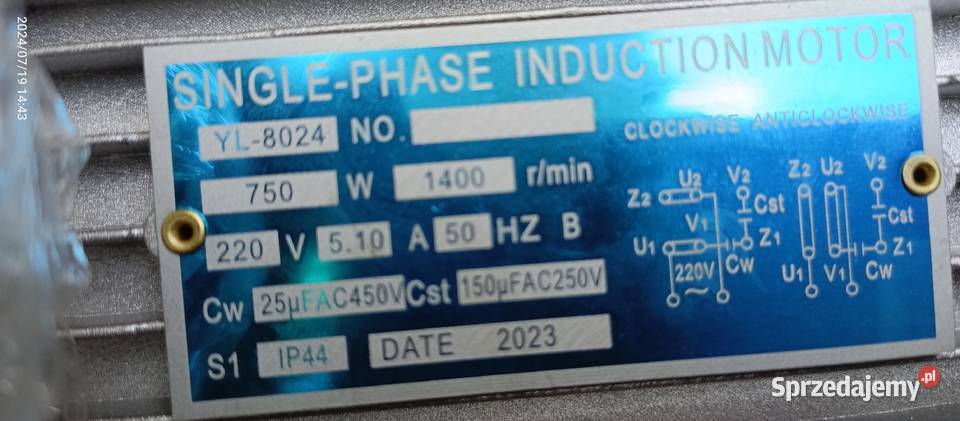 2024/07/19 14:43
SINGLE-PHASE INDUCTION MOTOR
YL-8024 NO.
750 W 1400 r/min
220 V 5.10 A 50 HZ B
Cw 25µFAC450V Cst 150µFAC250V
S1 IP44 DATE 2023
CLOCKWISE ANTICLOCKWISE
U2 V2 Z2 U2 V2
Z2 Cst Cst
V1
U1 Z1 Z1
220V Cw U1 V1 Cw
~
Sprzedajemy.pl